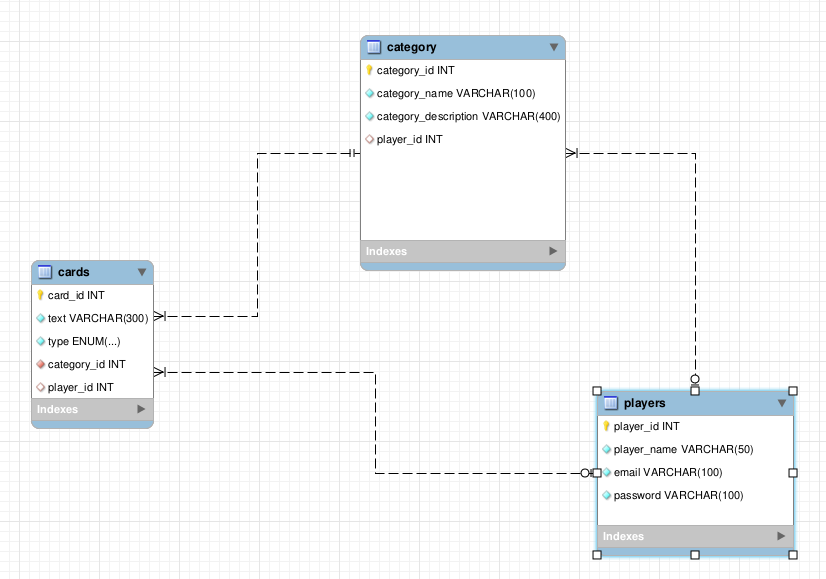 category
category_id INT
category_name VARCHAR(100)
category_description VARCHAR(400)
player_id INT
Indexes
cards
card_id INT
text VARCHAR(300)
type ENUM(...)
category_id INT
player_id INT
Indexes
players
player_id INT
player_name VARCHAR(50)
email VARCHAR(100)
password VARCHAR(100)
Indexes